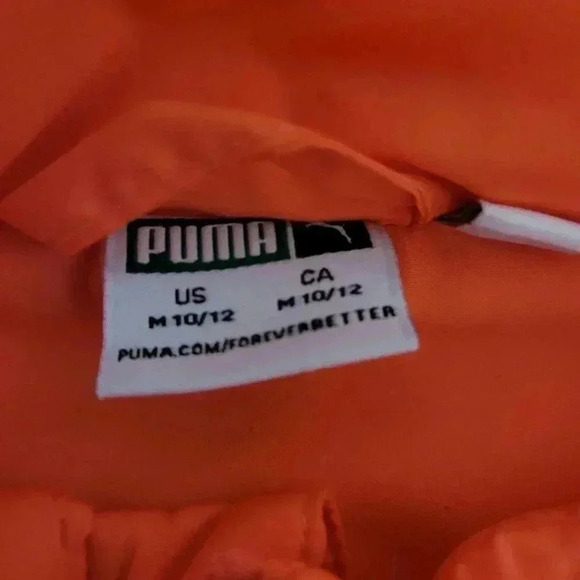 PUMA
US CA
M 10/12 M 10/12
PUMA.COM/FOREVERBETTER